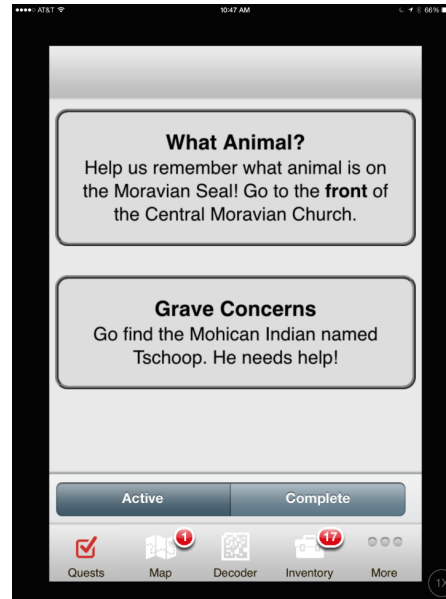 AT&T 10:47 AM 66%
What Animal?
Help us remember what animal is on
the Moravian Seal! Go to the front of
the Central Moravian Church.
Grave Concerns
Go find the Mohican Indian named
Tschoop. He needs help!
Active Complete
1 17
Quests Map Decoder Inventory More
1X